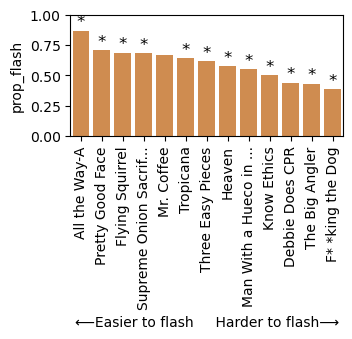 * * * * * * * * * * * *
1.00
0.75
0.50
0.25
0.00
prop_flash
All the Way-A
Pretty Good Face
Flying Squirrel
Supreme Onion Sacrif...
Mr. Coffee
Tropicana
Three Easy Pieces
Heaven
Man With a Hueco in ...
Know Ethics
Debbie Does CPR
The Big Angler
F* *king the Dog
⟵Easier to flash
Harder to flash⟶